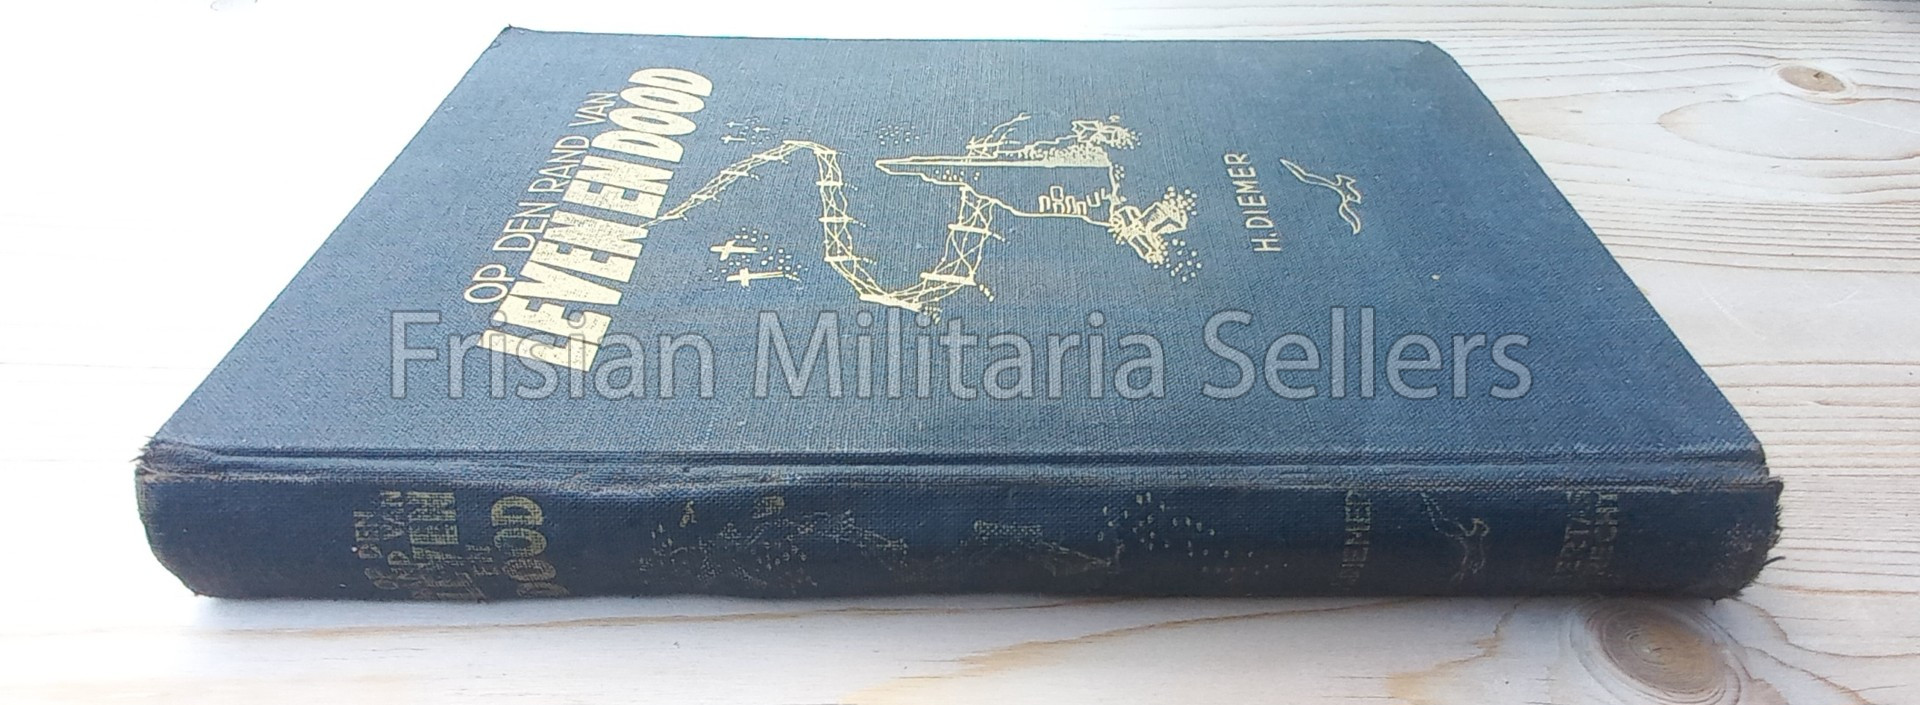 OP DEN RAND VAN
LEVEN EN DOOD
H. DIEMER
Frisian Militaria Sellers
OP DEN
RAND VAN
LEVEN
EN
DOOD
DIEMER